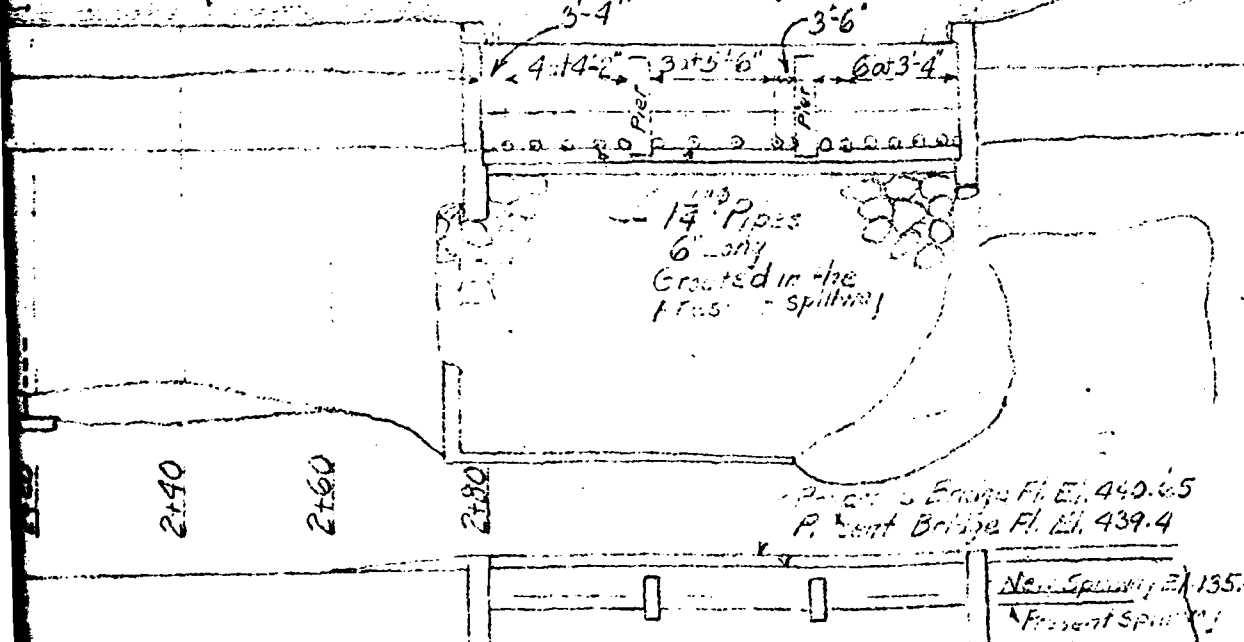 3'-4"
3'-6"
4 at 4'-2"
3 at 5'-6"
6 at 3'-4"
Pier
Pier
1¼" Pipes
6" Long
Grouted in the
spillway
2+40
2+60
2+80
Bridge Fl. El. 440.65
Bridge Fl. El. 439.4
New Spillway El.
Present Spillway